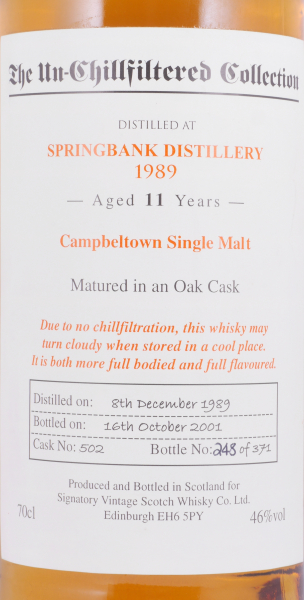 The Un-Chillfiltered Collection
DISTILLED AT
SPRINGBANK DISTILLERY
1989
— Aged 11 Years —
Campbeltown Single Malt
Matured in an Oak Cask
Due to no chillfiltration, this whisky may
turn cloudy when stored in a cool place.
It is both more full bodied and full flavoured.
Distilled on: 8th December 1989
Bottled on: 16th October 2001
Cask No: 502 Bottle No: 248 of 371
Produced and Bottled in Scotland for
70cl Signatory Vintage Scotch Whisky Co. Ltd. 46%vol
Edinburgh EH6 5PY